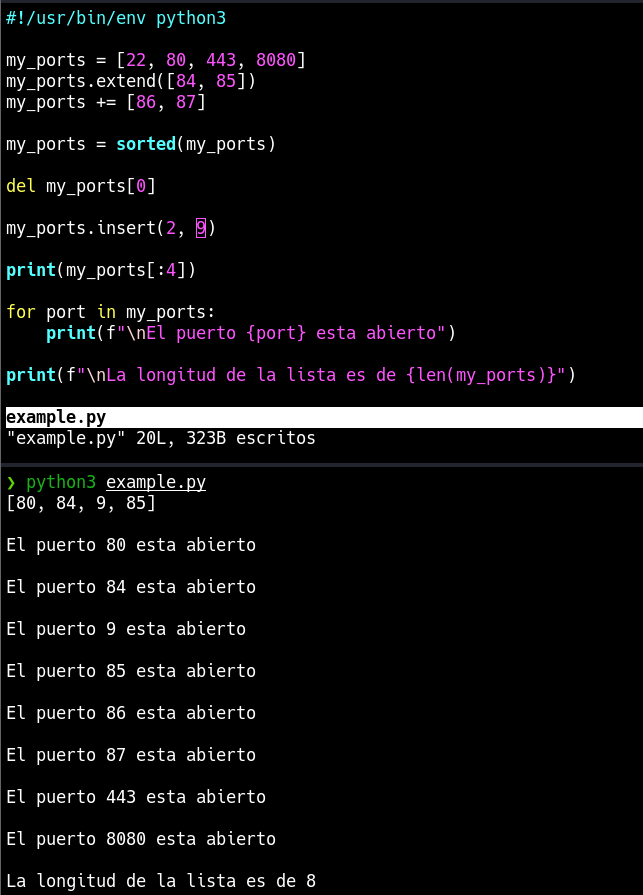 #!/usr/bin/env python3
my_ports = [22, 80, 443, 8080]
my_ports.extend([84, 85])
my_ports += [86, 87]
my_ports = sorted(my_ports)
del my_ports[0]
my_ports.insert(2, 9)
print(my_ports[:4])
for port in my_ports:
    print(f"\nEl puerto {port} esta abierto")
print(f"\nLa longitud de la lista es de {len(my_ports)}")
example.py
"example.py" 20L, 323B escritos
❯ python3 example.py
[80, 84, 9, 85]
El puerto 80 esta abierto
El puerto 84 esta abierto
El puerto 9 esta abierto
El puerto 85 esta abierto
El puerto 86 esta abierto
El puerto 87 esta abierto
El puerto 443 esta abierto
El puerto 8080 esta abierto
La longitud de la lista es de 8